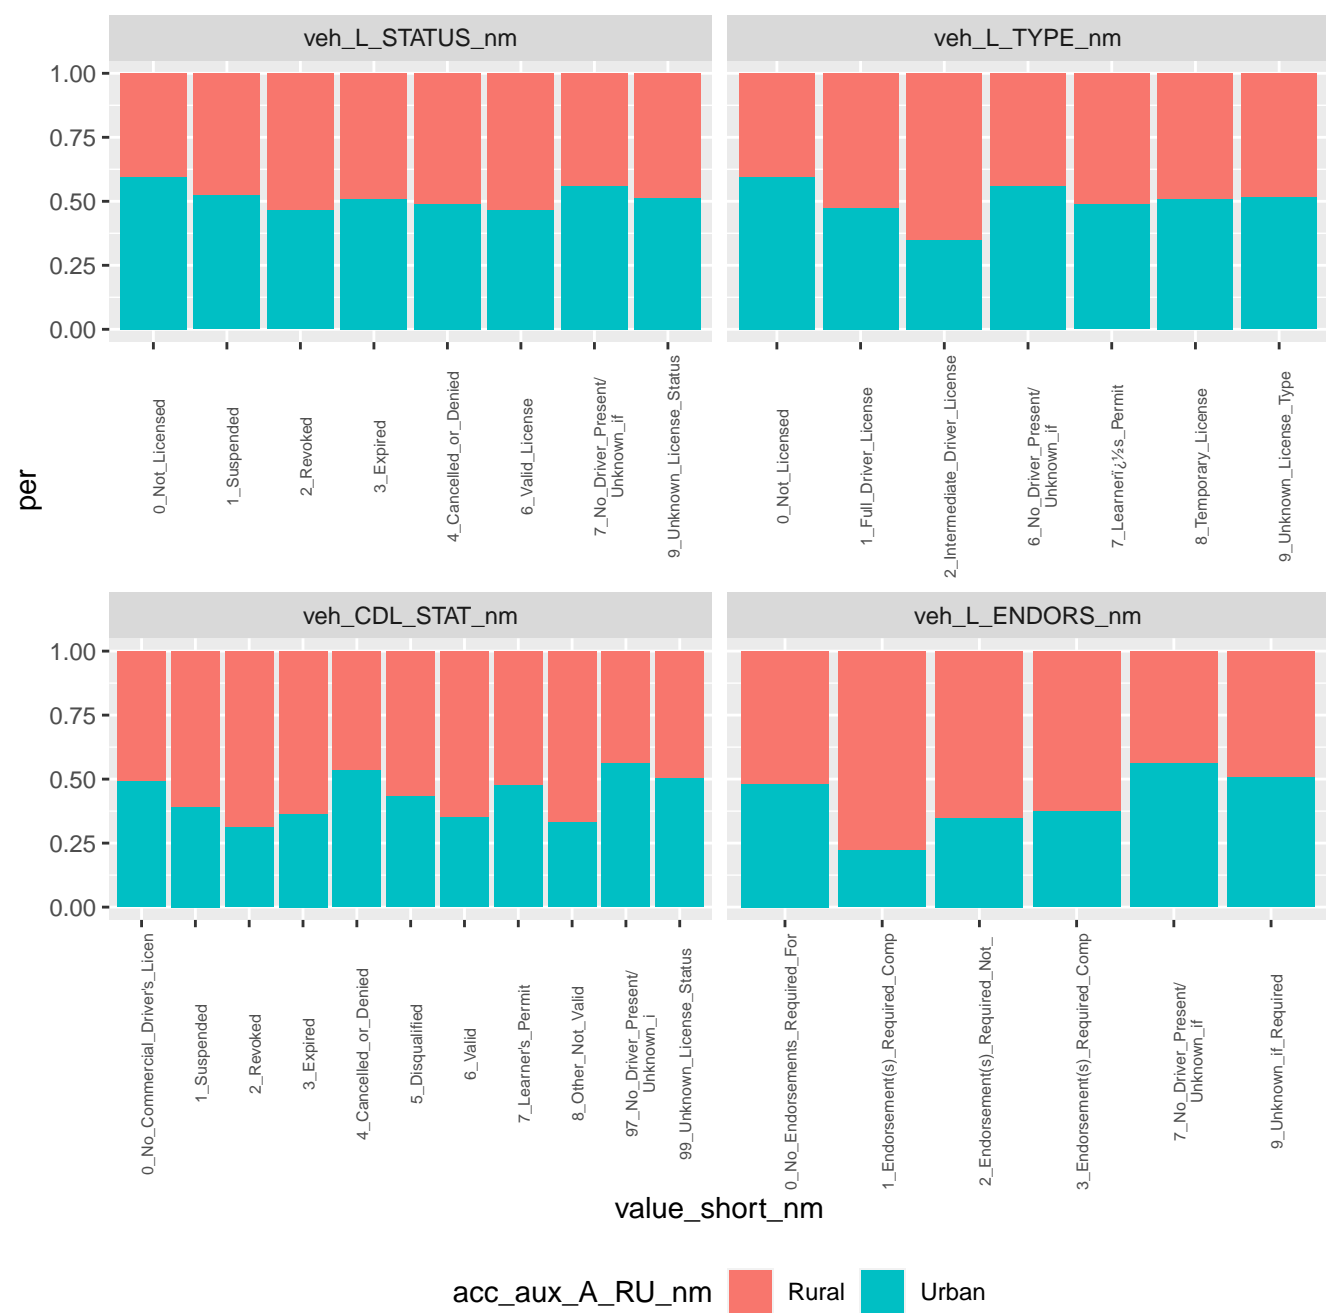 veh_L_STATUS_nm
veh_L_TYPE_nm
1.00
0.75
0.50
0.25
0.00
0_Not_Licensed
1_Suspended
2_Revoked
3_Expired
4_Cancelled_or_Denied
6_Valid_License
7_No_Driver_Present/
Unknown_if
9_Unknown_License_Status
0_Not_Licensed
1_Full_Driver_License
2_Intermediate_Driver_License
6_No_Driver_Present/
Unknown_if
7_Learnerï¿½s_Permit
8_Temporary_License
9_Unknown_License_Type
per
veh_CDL_STAT_nm
veh_L_ENDORS_nm
1.00
0.75
0.50
0.25
0.00
0_No_Commercial_Driver's_Licen
1_Suspended
2_Revoked
3_Expired
4_Cancelled_or_Denied
5_Disqualified
6_Valid
7_Learner's_Permit
8_Other_Not_Valid
97_No_Driver_Present/
Unknown_i
99_Unknown_License_Status
0_No_Endorsements_Required_For
1_Endorsement(s)_Required_Comp
2_Endorsement(s)_Required_Not_
3_Endorsement(s)_Required_Comp
7_No_Driver_Present/
Unknown_if
9_Unknown_if_Required
value_short_nm
acc_aux_A_RU_nm Rural Urban